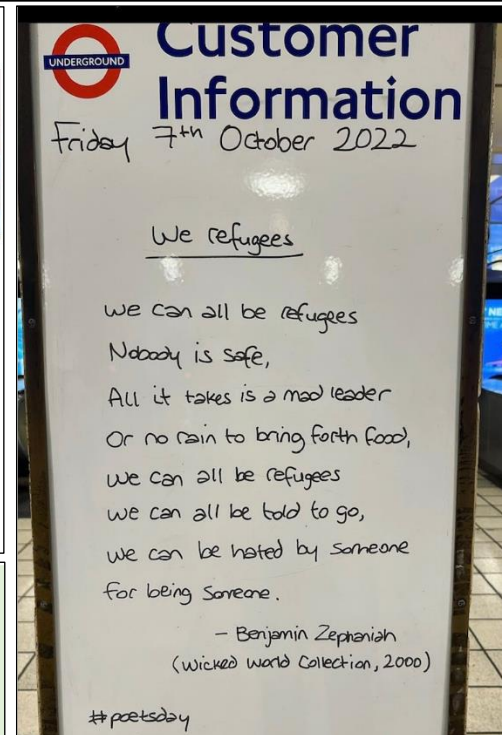 UNDERGROUND
Customer
Information
Friday 7th October 2022
We refugees
We can all be refugees
Nobody is safe,
All it takes is a mad leader
Or no rain to bring forth food,
We can all be refugees
We can all be told to go,
We can be hated by someone
For being someone.
- Benjamin Zephaniah
(Wicked World Collection, 2000)
#poetsday